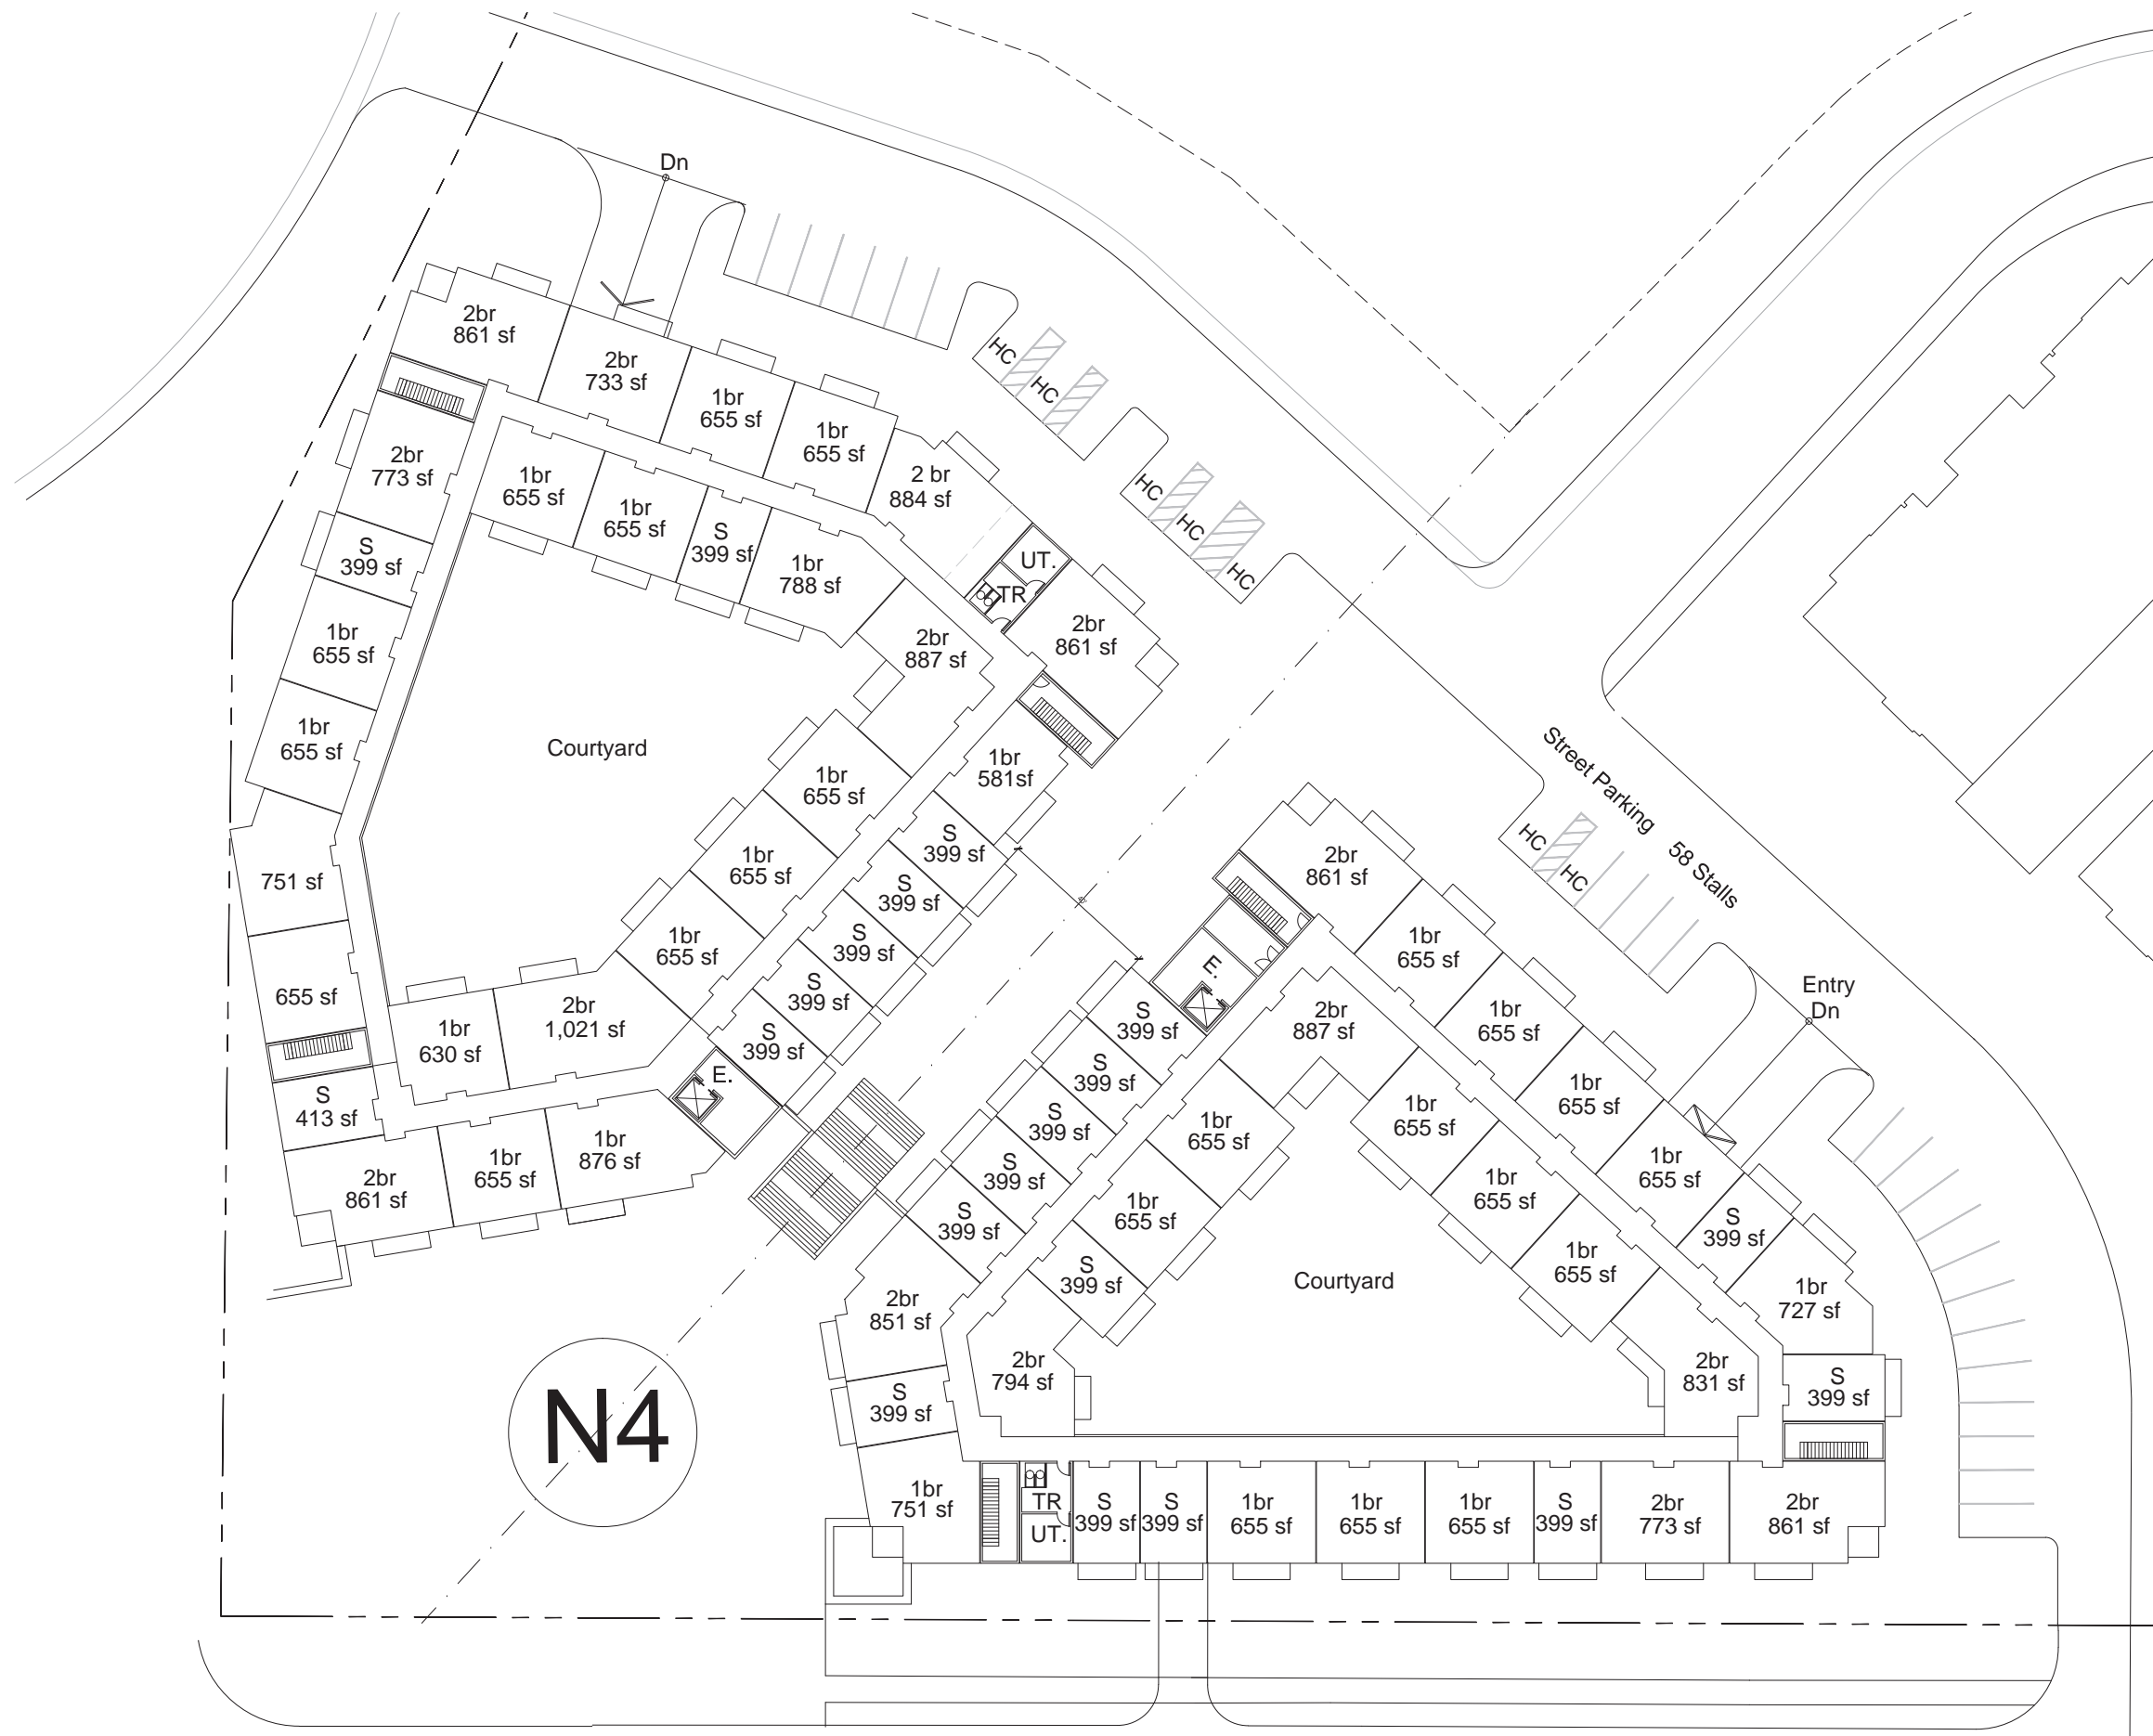 Dn
2br
861 sf
2br
733 sf
1br
655 sf
1br
655 sf
2 br
884 sf
2br
773 sf
1br
655 sf
1br
655 sf
S
399 sf
1br
788 sf
S
399 sf
UT.
TR
2br
861 sf
2br
887 sf
1br
655 sf
1br
655 sf
Courtyard
1br
655 sf
1br
581sf
S
399 sf
1br
655 sf
S
399 sf
751 sf
1br
655 sf
S
399 sf
S
399 sf
655 sf
1br
630 sf
2br
1,021 sf
S
399 sf
E.
S
413 sf
2br
861 sf
1br
655 sf
1br
876 sf
HC
HC
HC
HC
HC
Street Parking 58 Stalls
HC
HC
Entry
Dn
2br
861 sf
1br
655 sf
E.
2br
887 sf
1br
655 sf
S
399 sf
S
399 sf
1br
655 sf
1br
655 sf
S
399 sf
1br
655 sf
1br
655 sf
S
399 sf
1br
655 sf
1br
655 sf
S
399 sf
1br
655 sf
S
399 sf
S
399 sf
1br
655 sf
Courtyard
2br
851 sf
1br
727 sf
2br
794 sf
2br
831 sf
S
399 sf
S
399 sf
N4
1br
751 sf
TR
UT.
S
399 sf
S
399 sf
1br
655 sf
1br
655 sf
1br
655 sf
S
399 sf
2br
773 sf
2br
861 sf